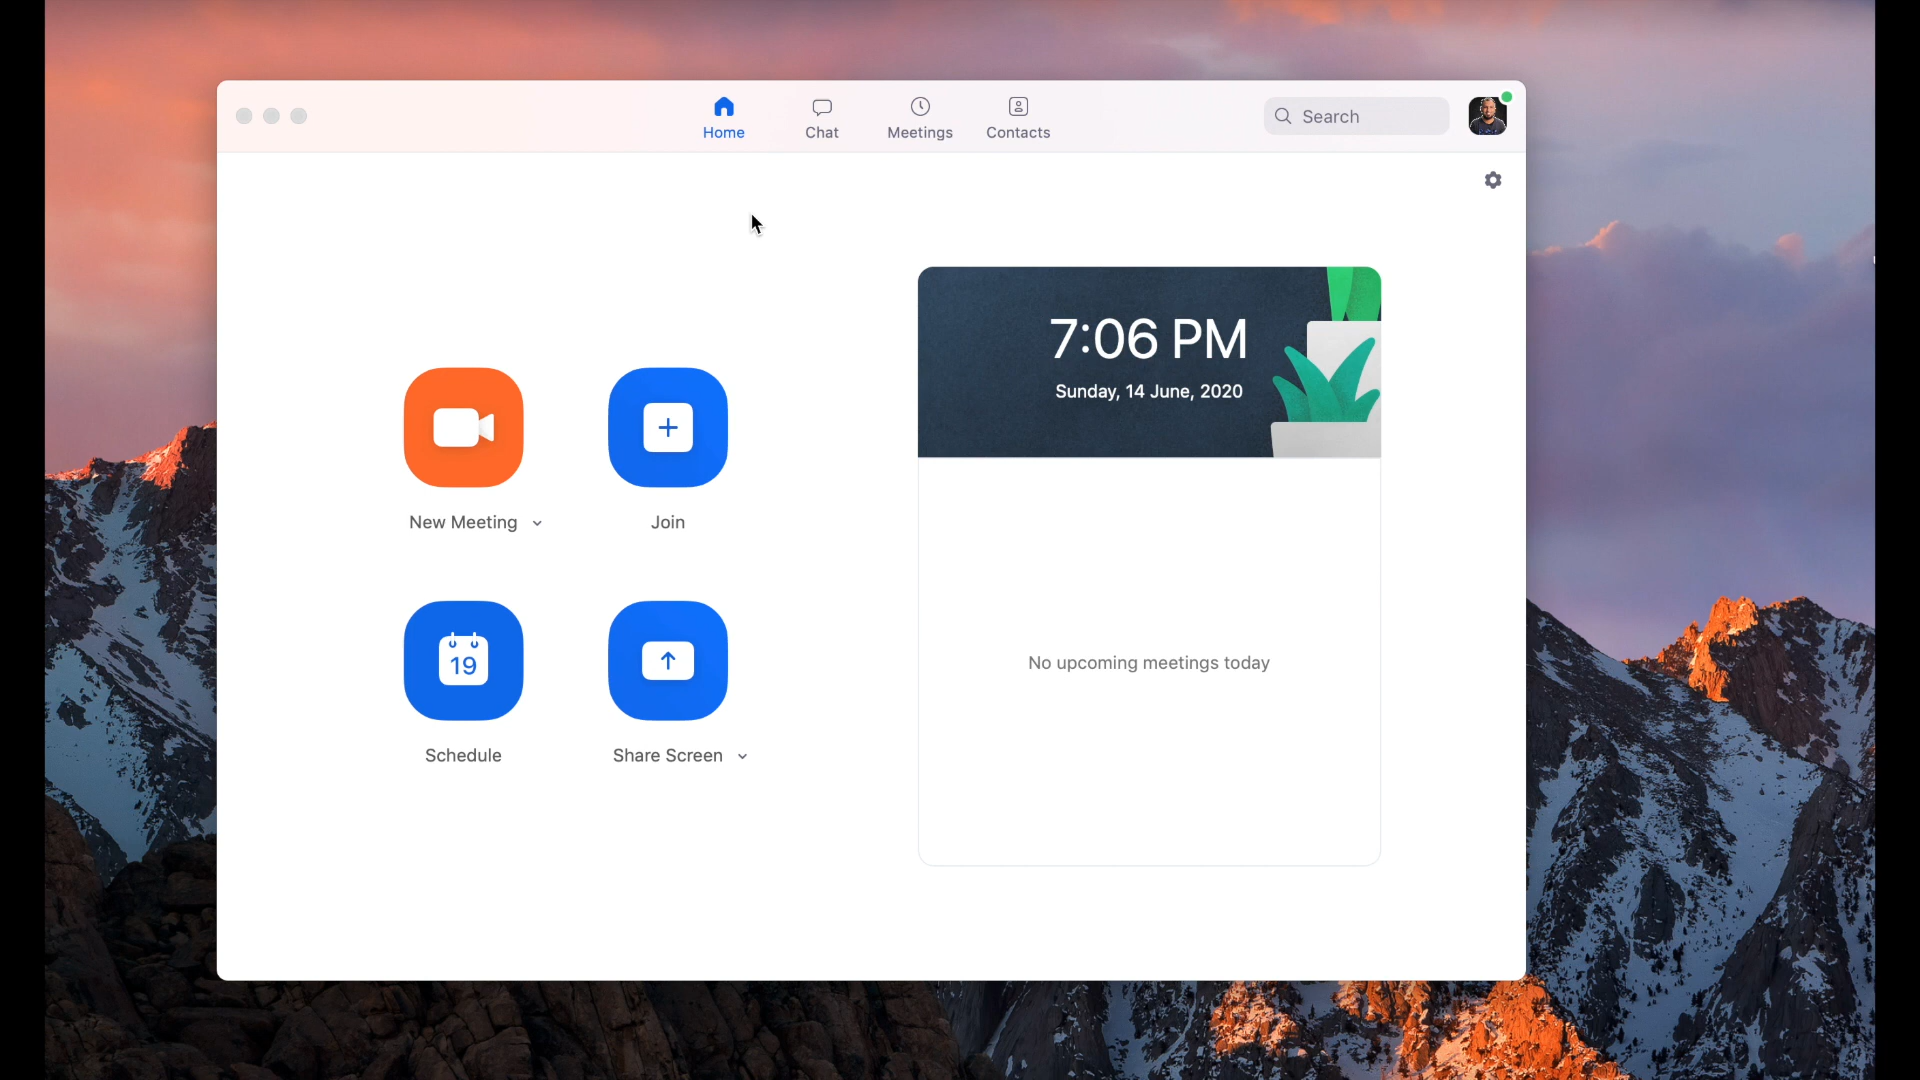 Home
Chat
Meetings
Contacts
Search
7:06 PM
Sunday, 14 June, 2020
New Meeting
Join
19
Schedule
Share Screen
No upcoming meetings today